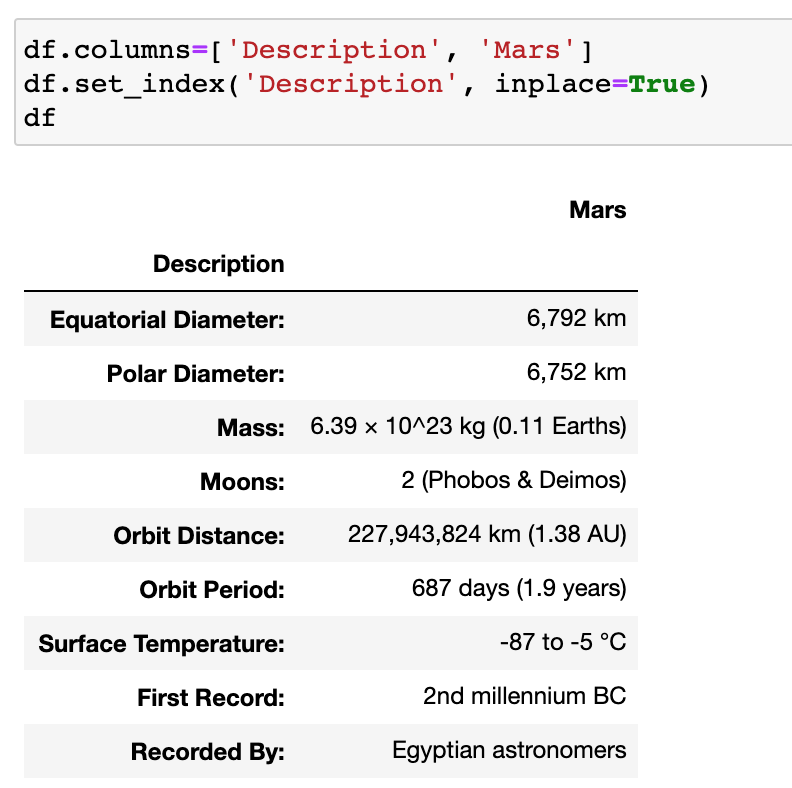 df.columns=['Description', 'Mars']
df.set_index('Description', inplace=True)
df
Mars
Description
Equatorial Diameter: 6,792 km
Polar Diameter: 6,752 km
Mass: 6.39 × 10^23 kg (0.11 Earths)
Moons: 2 (Phobos & Deimos)
Orbit Distance: 227,943,824 km (1.38 AU)
Orbit Period: 687 days (1.9 years)
Surface Temperature: -87 to -5 °C
First Record: 2nd millennium BC
Recorded By: Egyptian astronomers